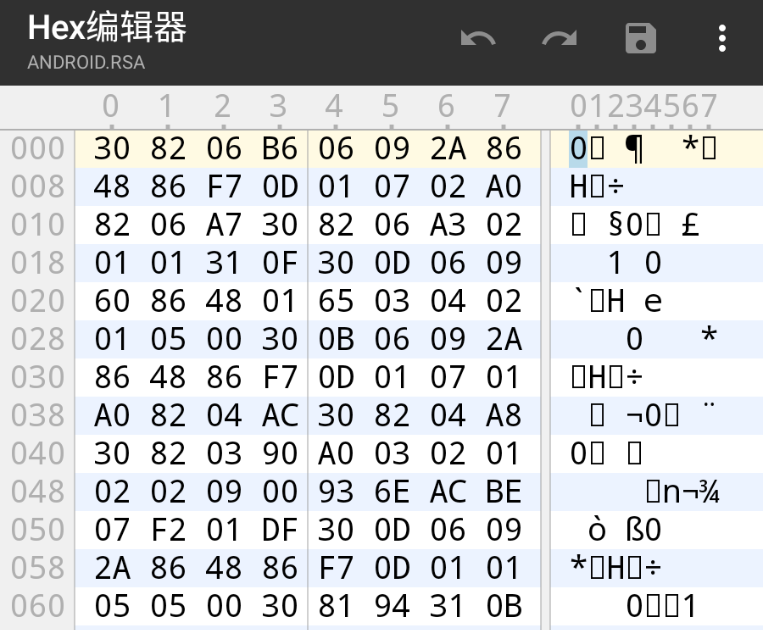 Hex编辑器
ANDROID.RSA
0 1 2 3 4 5 6 7 01234567
000 30 82 06 B6 06 09 2A 86 0▯ ¶ *▯
008 48 86 F7 0D 01 07 02 A0 H▯÷
010 82 06 A7 30 82 06 A3 02 ▯ §0▯ £
018 01 01 31 0F 30 0D 06 09 1 0
020 60 86 48 01 65 03 04 02 `▯H e
028 01 05 00 30 0B 06 09 2A 0 *
030 86 48 86 F7 0D 01 07 01 ▯H▯÷
038 A0 82 04 AC 30 82 04 A8 ▯ ¬0▯ ¨
040 30 82 03 90 A0 03 02 01 0▯ ▯
048 02 02 09 00 93 6E AC BE ▯n¬¾
050 07 F2 01 DF 30 0D 06 09 ò ß0
058 2A 86 48 86 F7 0D 01 01 *▯H▯÷
060 05 05 00 30 81 94 31 0B 0▯▯1